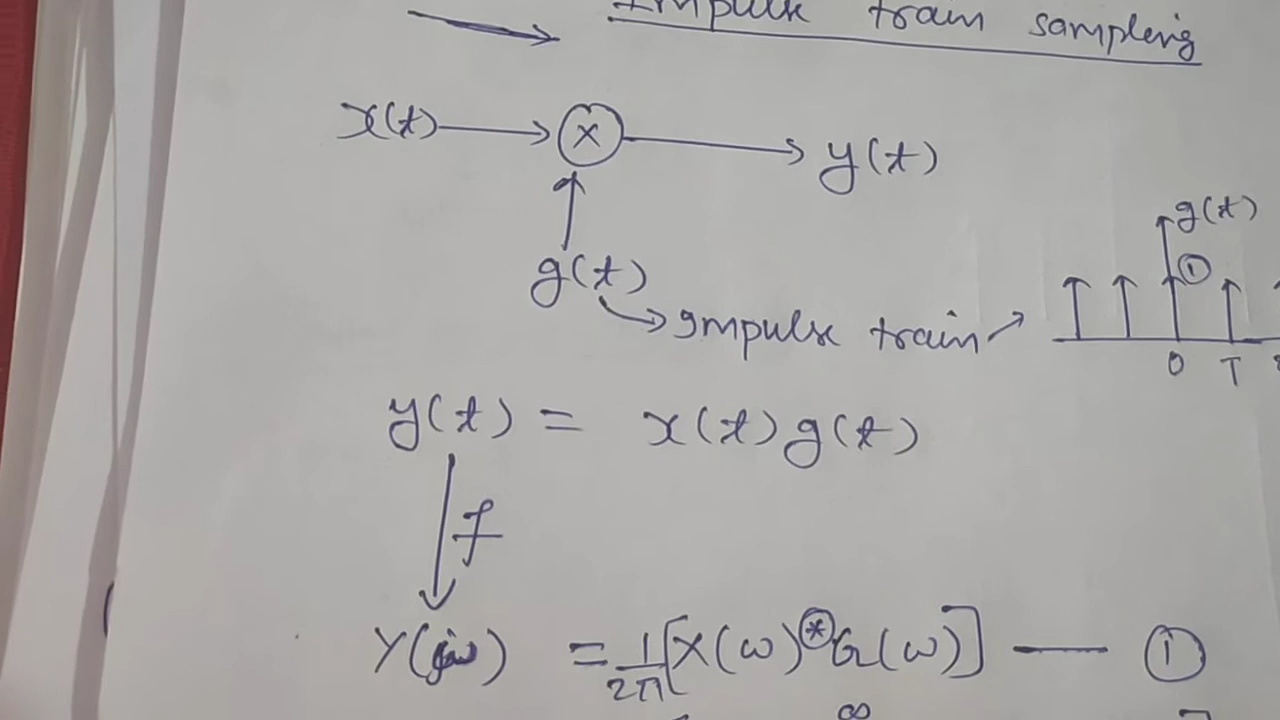 Impulse train sampling
x(t) → ⊗ → y(t)
g(t)
g(t)
①
Impulse train
0 T
y(t) = x(t)g(t)
f
Y(jω) = 1/2π [X(ω) ⊛ G(ω)] — ①
∞